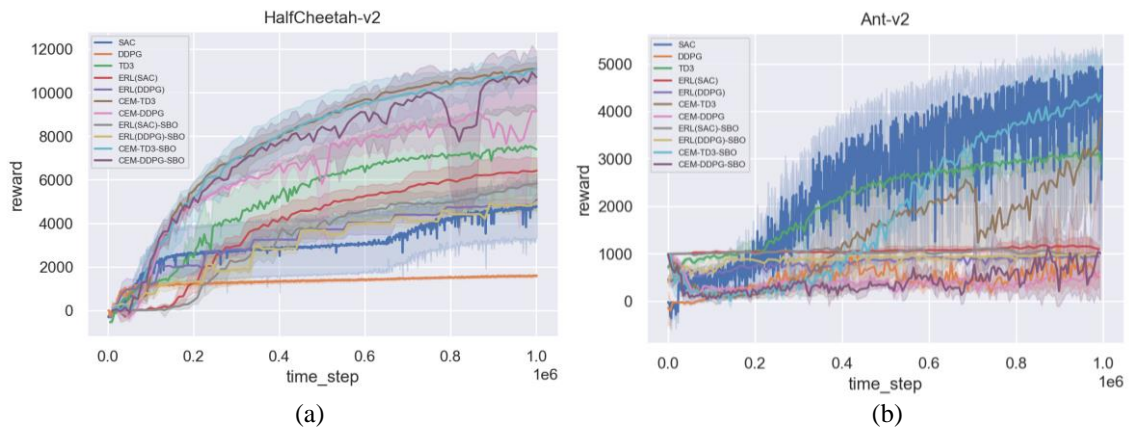 HalfCheetah-v2
12000
10000
8000
6000
4000
2000
0
reward
SAC
DDPG
TD3
ERL(SAC)
ERL(DDPG)
CEM-TD3
CEM-DDPG
ERL(SAC)-SBO
ERL(DDPG)-SBO
CEM-TD3-SBO
CEM-DDPG-SBO
0.0 0.2 0.4 0.6 0.8 1.0
1e6
time_step
(a)
Ant-v2
5000
4000
3000
2000
1000
0
reward
SAC
DDPG
TD3
ERL(SAC)
ERL(DDPG)
CEM-TD3
CEM-DDPG
ERL(SAC)-SBO
ERL(DDPG)-SBO
CEM-TD3-SBO
CEM-DDPG-SBO
0.0 0.2 0.4 0.6 0.8 1.0
1e6
time_step
(b)